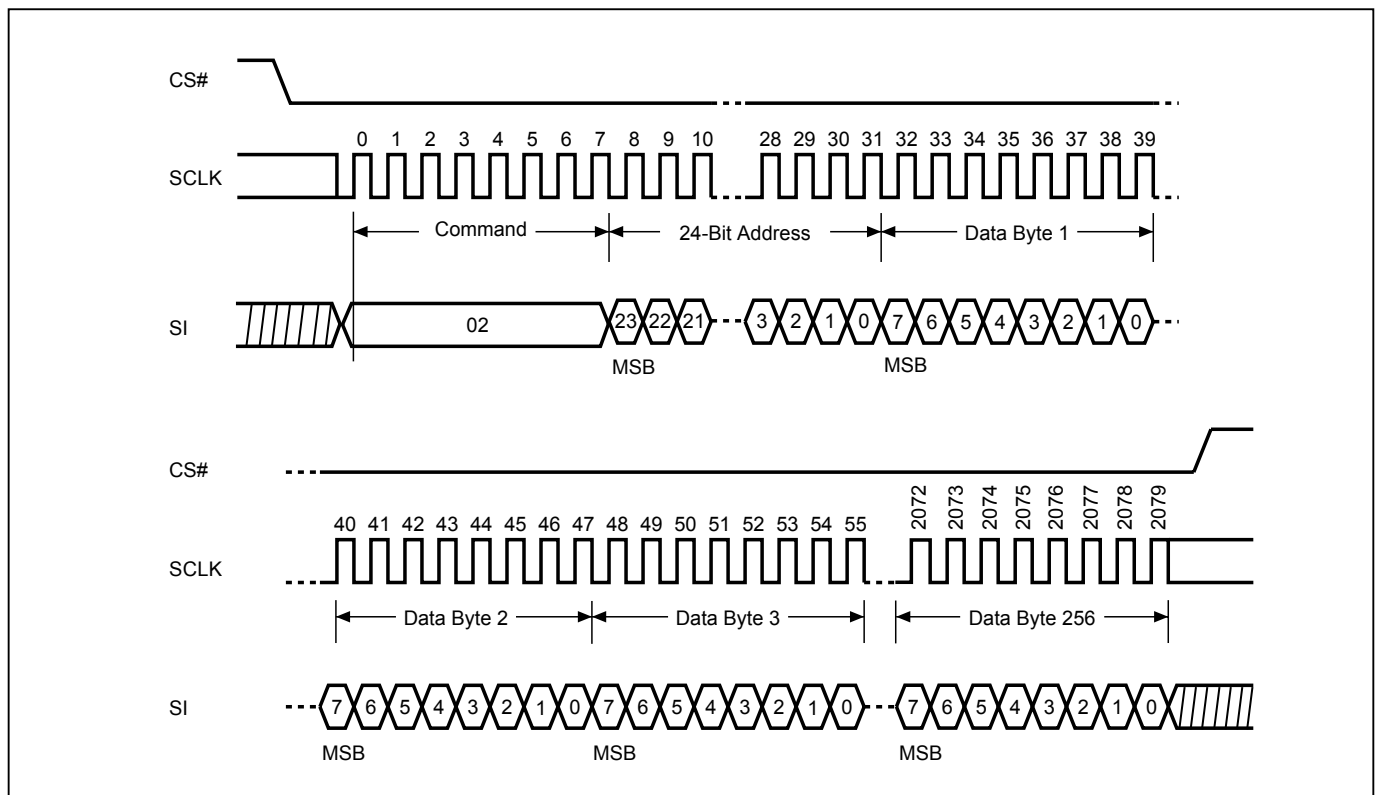 CS#
0 1 2 3 4 5 6 7 8 9 10 28 29 30 31 32 33 34 35 36 37 38 39
SCLK
Command 24-Bit Address Data Byte 1
SI 02 23 22 21 3 2 1 0 7 6 5 4 3 2 1 0
MSB MSB
CS#
2072 2073 2074 2075 2076 2077 2078 2079
40 41 42 43 44 45 46 47 48 49 50 51 52 53 54 55
SCLK
Data Byte 2 Data Byte 3 Data Byte 256
SI 7 6 5 4 3 2 1 0 7 6 5 4 3 2 1 0 7 6 5 4 3 2 1 0
MSB MSB MSB